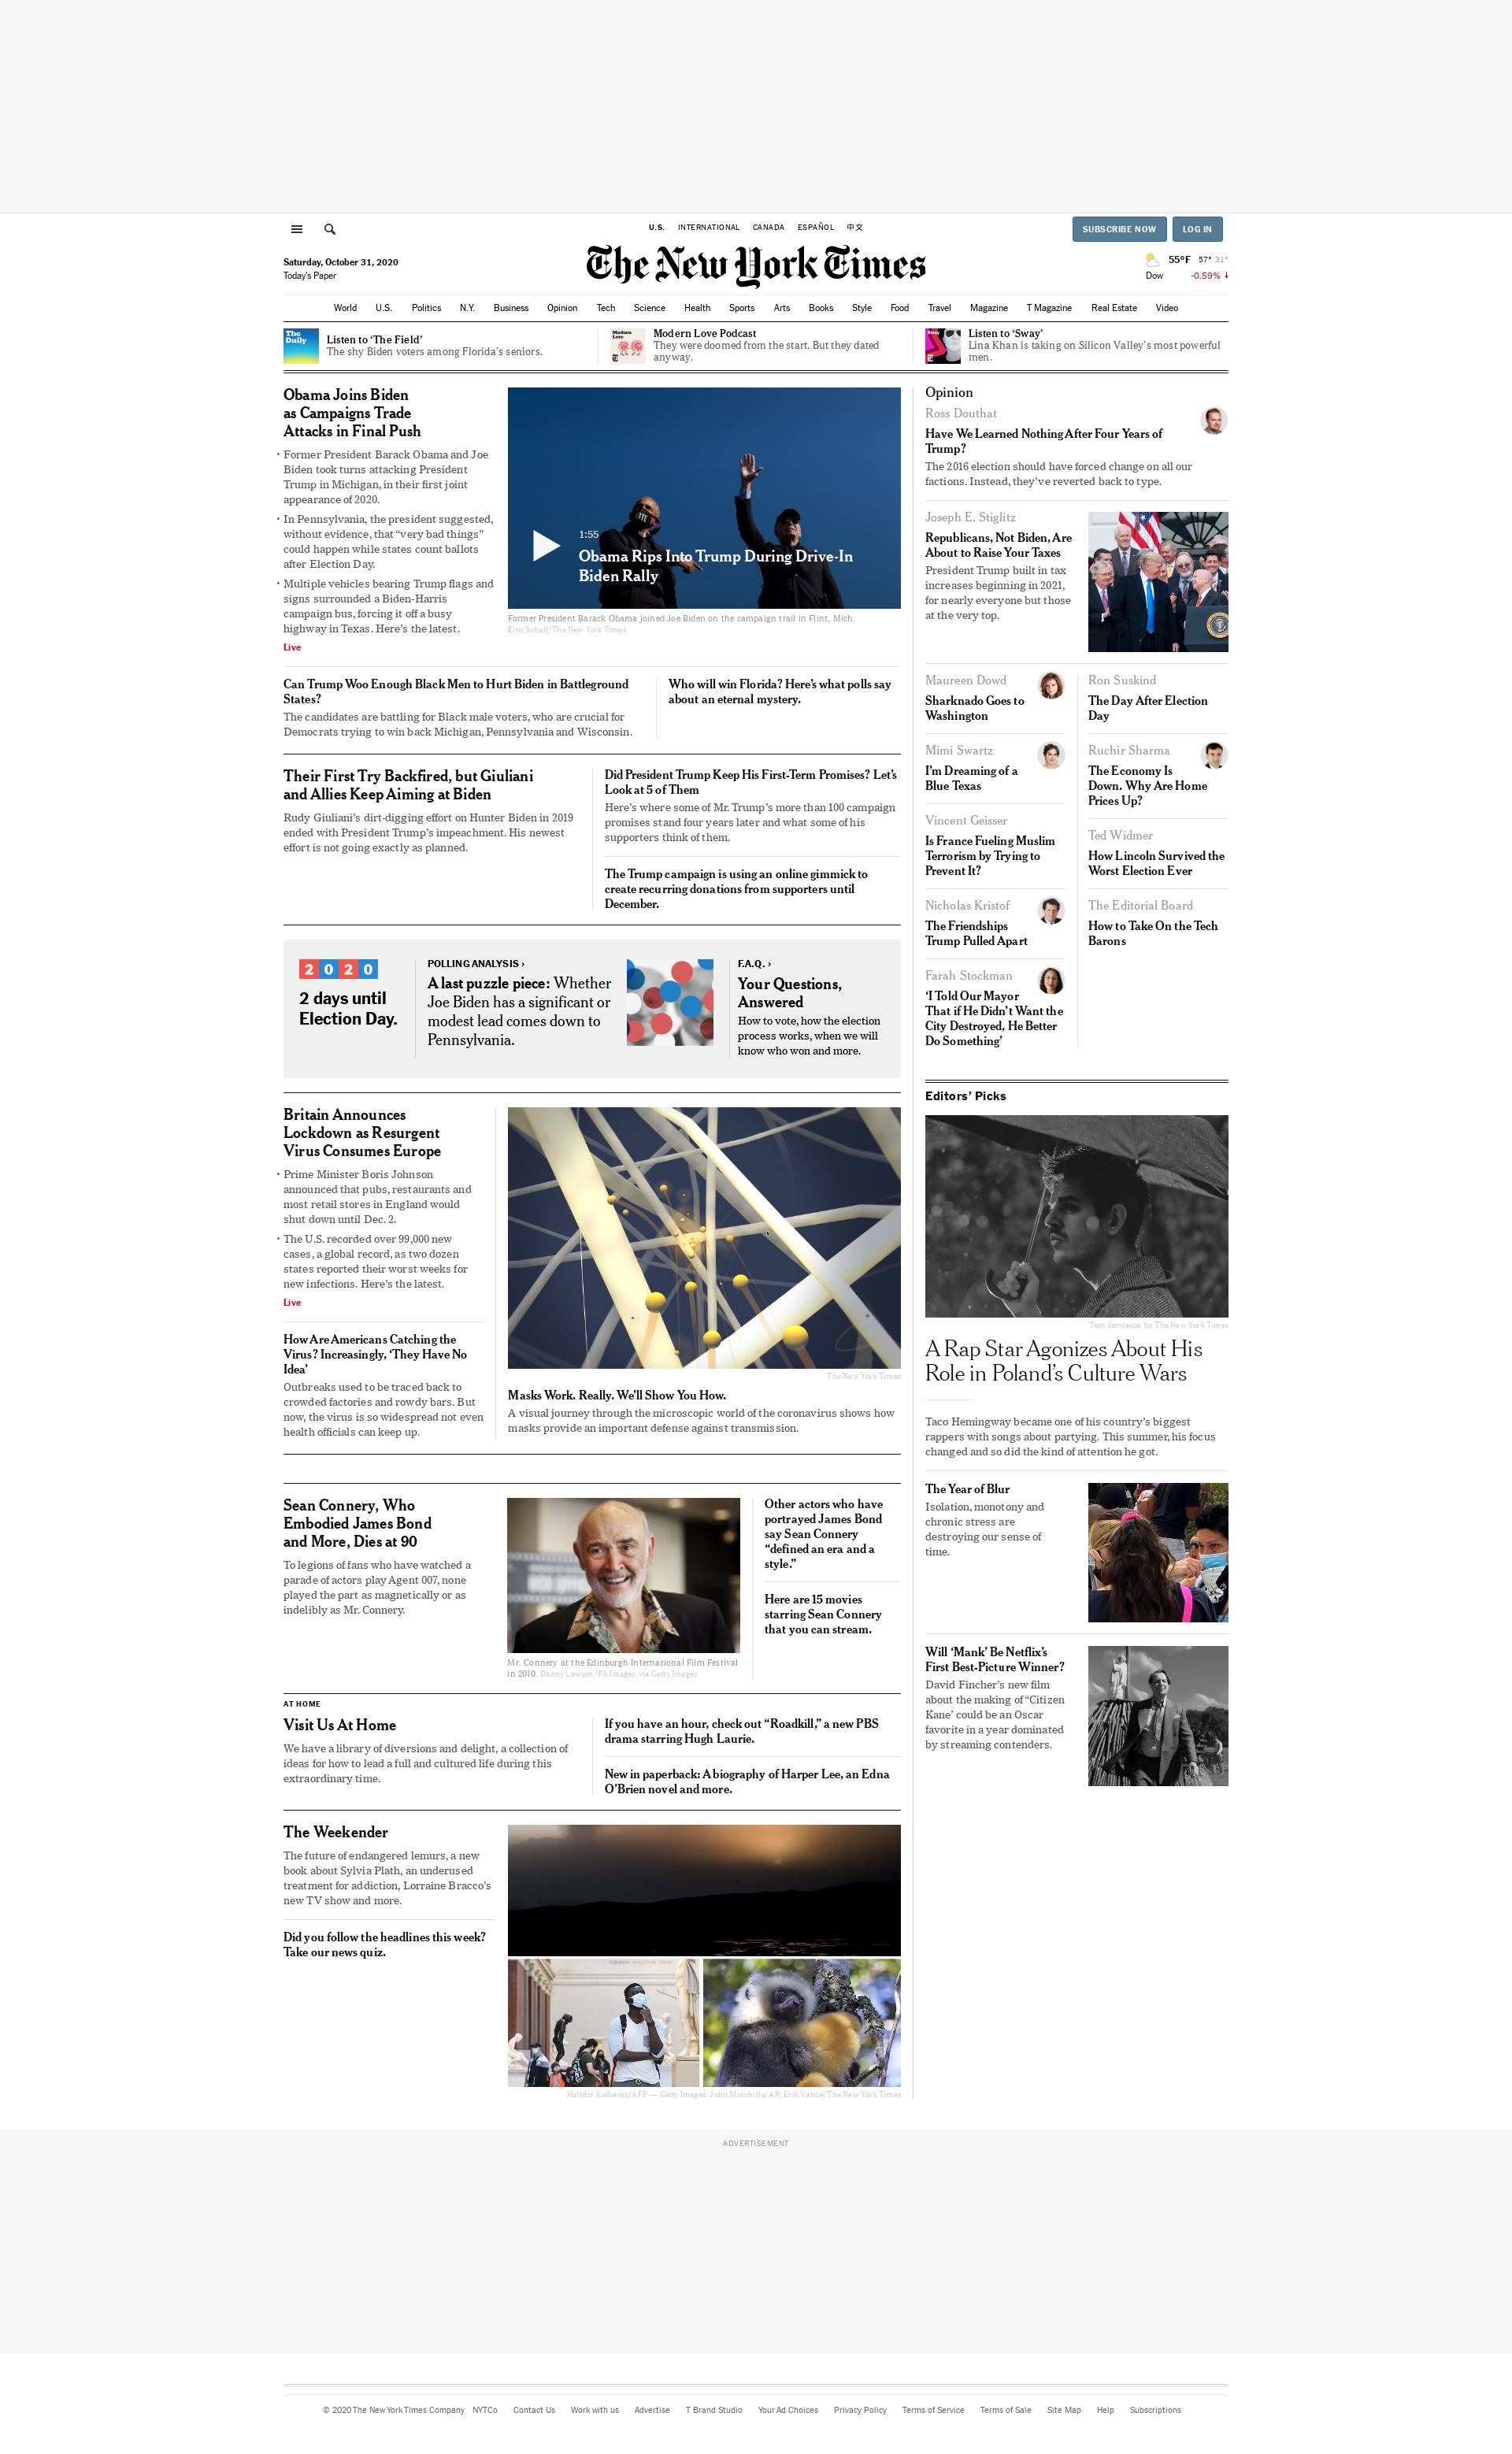 U.S. INTERNATIONAL CANADA ESPAÑOL 中文
SUBSCRIBE NOW LOG IN
Saturday, October 31, 2020
Today's Paper
The New York Times
55°F 57° 31°
Dow -0.59%
World U.S. Politics N.Y. Business Opinion Tech Science Health Sports Arts Books Style Food Travel Magazine T Magazine Real Estate Video
The
Daily
Listen to ‘The Field’
The shy Biden voters among Florida's seniors.
Modern
Love
Modern Love Podcast
They were doomed from the start. But they dated
anyway.
Sway
Listen to ‘Sway’
Lina Khan is taking on Silicon Valley's most powerful
men.
Obama Joins Biden
as Campaigns Trade
Attacks in Final Push
• Former President Barack Obama and Joe
Biden took turns attacking President
Trump in Michigan, in their first joint
appearance of 2020.
• In Pennsylvania, the president suggested,
without evidence, that “very bad things”
could happen while states count ballots
after Election Day.
• Multiple vehicles bearing Trump flags and
signs surrounded a Biden-Harris
campaign bus, forcing it off a busy
highway in Texas. Here's the latest.
Live
1:55
Obama Rips Into Trump During Drive-In
Biden Rally
Former President Barack Obama joined Joe Biden on the campaign trail in Flint, Mich.
Erin Schaff/The New York Times
Can Trump Woo Enough Black Men to Hurt Biden in Battleground
States?
The candidates are battling for Black male voters, who are crucial for
Democrats trying to win back Michigan, Pennsylvania and Wisconsin.
Who will win Florida? Here’s what polls say
about an eternal mystery.
Their First Try Backfired, but Giuliani
and Allies Keep Aiming at Biden
Rudy Giuliani’s dirt-digging effort on Hunter Biden in 2019
ended with President Trump’s impeachment. His newest
effort is not going exactly as planned.
Did President Trump Keep His First-Term Promises? Let’s
Look at 5 of Them
Here’s where some of Mr. Trump’s more than 100 campaign
promises stand four years later and what some of his
supporters think of them.
The Trump campaign is using an online gimmick to
create recurring donations from supporters until
December.
2020
2 days until
Election Day.
POLLING ANALYSIS ›
A last puzzle piece: Whether
Joe Biden has a significant or
modest lead comes down to
Pennsylvania.
F.A.Q. ›
Your Questions,
Answered
How to vote, how the election
process works, when we will
know who won and more.
Britain Announces
Lockdown as Resurgent
Virus Consumes Europe
• Prime Minister Boris Johnson
announced that pubs, restaurants and
most retail stores in England would
shut down until Dec. 2.
• The U.S. recorded over 99,000 new
cases, a global record, as two dozen
states reported their worst weeks for
new infections. Here’s the latest.
Live
How Are Americans Catching the
Virus? Increasingly, ‘They Have No
Idea’
Outbreaks used to be traced back to
crowded factories and rowdy bars. But
now, the virus is so widespread not even
health officials can keep up.
The New York Times
Masks Work. Really. We’ll Show You How.
A visual journey through the microscopic world of the coronavirus shows how
masks provide an important defense against transmission.
Sean Connery, Who
Embodied James Bond
and More, Dies at 90
To legions of fans who have watched a
parade of actors play Agent 007, none
played the part as magnetically or as
indelibly as Mr. Connery.
Mr. Connery at the Edinburgh International Film Festival
in 2010. Danny Lawson/PA Images, via Getty Images
Other actors who have
portrayed James Bond
say Sean Connery
“defined an era and a
style.”
Here are 15 movies
starring Sean Connery
that you can stream.
AT HOME
Visit Us At Home
We have a library of diversions and delight, a collection of
ideas for how to lead a full and cultured life during this
extraordinary time.
If you have an hour, check out “Roadkill,” a new PBS
drama starring Hugh Laurie.
New in paperback: A biography of Harper Lee, an Edna
O’Brien novel and more.
The Weekender
The future of endangered lemurs, a new
book about Sylvia Plath, an underused
treatment for addiction, Lorraine Bracco’s
new TV show and more.
Did you follow the headlines this week?
Take our news quiz.
Halldór Kolbeins/AFP — Getty Images; John Minchillo/AP; Erik Vance/The New York Times
Opinion
Ross Douthat
Have We Learned Nothing After Four Years of
Trump?
The 2016 election should have forced change on all our
factions. Instead, they’ve reverted back to type.
Joseph E. Stiglitz
Republicans, Not Biden, Are
About to Raise Your Taxes
President Trump built in tax
increases beginning in 2021,
for nearly everyone but those
at the very top.
Maureen Dowd
Sharknado Goes to
Washington
Mimi Swartz
I’m Dreaming of a
Blue Texas
Vincent Geisser
Is France Fueling Muslim
Terrorism by Trying to
Prevent It?
Nicholas Kristof
The Friendships
Trump Pulled Apart
Farah Stockman
‘I Told Our Mayor
That if He Didn’t Want the
City Destroyed, He Better
Do Something’
Ron Suskind
The Day After Election
Day
Ruchir Sharma
The Economy Is
Down. Why Are Home
Prices Up?
Ted Widmer
How Lincoln Survived the
Worst Election Ever
The Editorial Board
How to Take On the Tech
Barons
Editors’ Picks
Tom Jamieson for The New York Times
A Rap Star Agonizes About His
Role in Poland’s Culture Wars
Taco Hemingway became one of his country’s biggest
rappers with songs about partying. This summer, his focus
changed and so did the kind of attention he got.
The Year of Blur
Isolation, monotony and
chronic stress are
destroying our sense of
time.
Will ‘Mank’ Be Netflix’s
First Best-Picture Winner?
David Fincher’s new film
about the making of “Citizen
Kane’ could be an Oscar
favorite in a year dominated
by streaming contenders.
ADVERTISEMENT
© 2020 The New York Times Company NYTCo Contact Us Work with us Advertise T Brand Studio Your Ad Choices Privacy Policy Terms of Service Terms of Sale Site Map Help Subscriptions